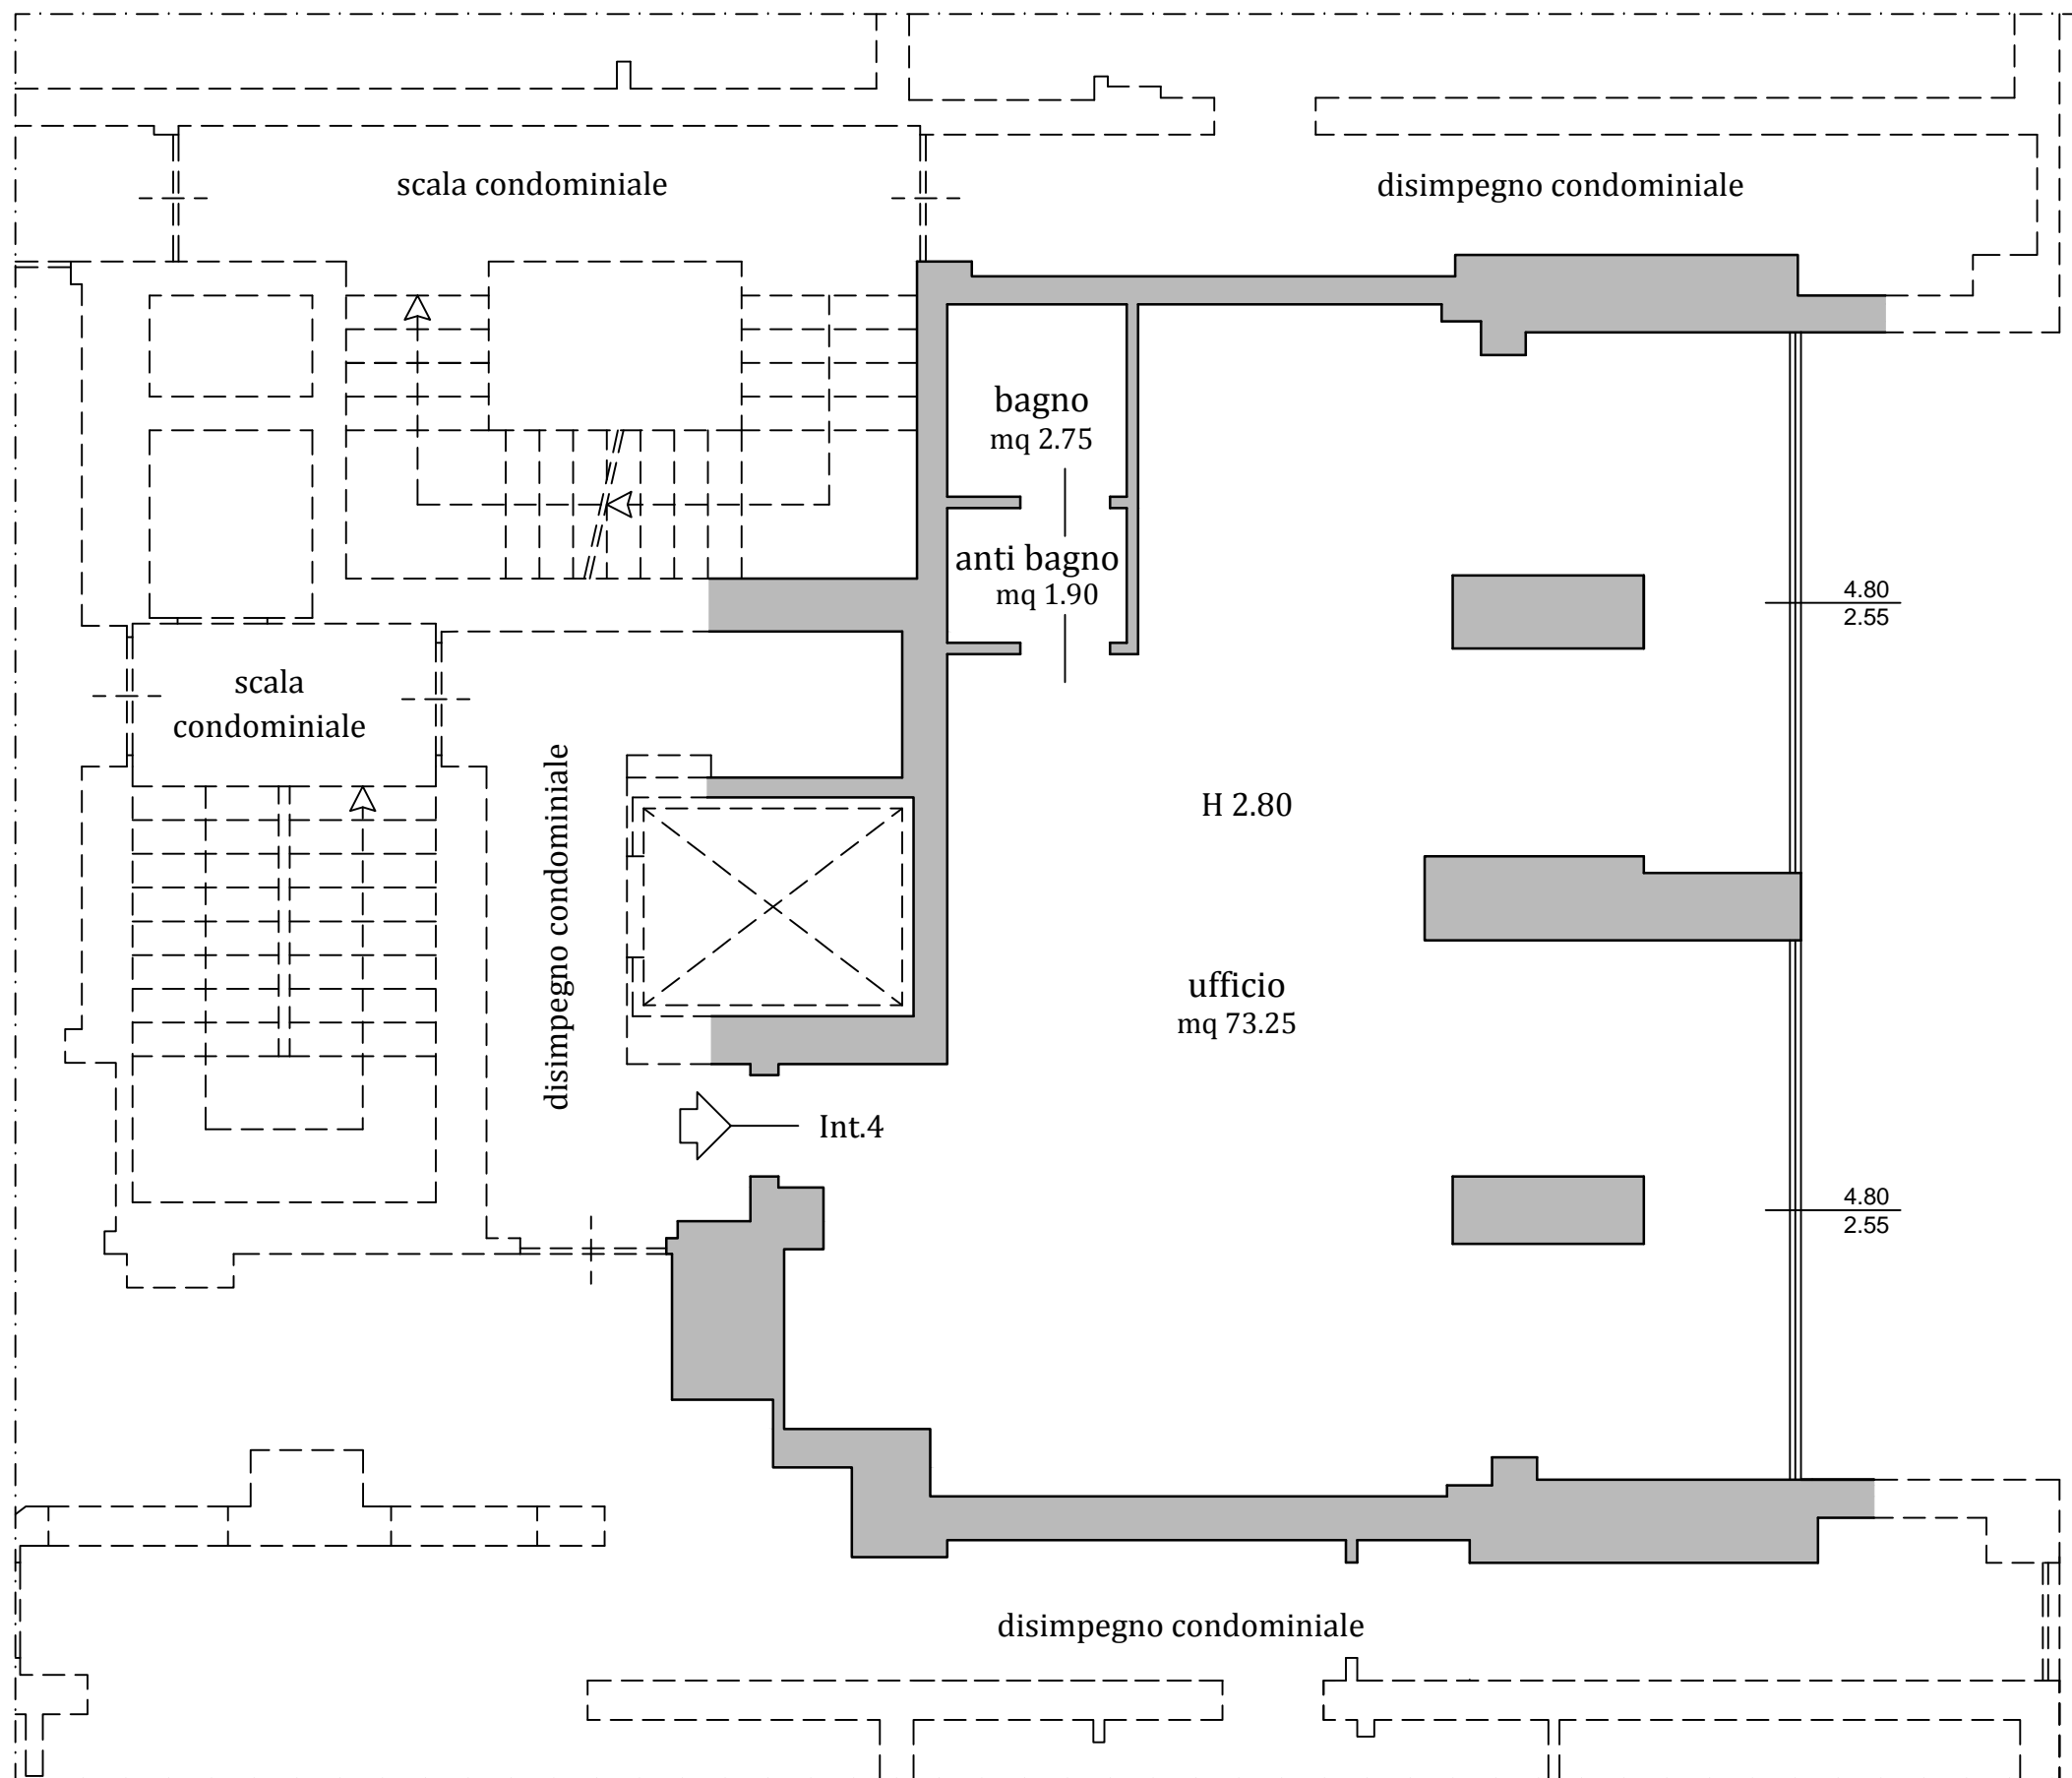 scala condominiale
disimpegno condominiale
bagno
mq 2.75
anti bagno
mq 1.90
4.80
2.55
scala
condominiale
disimpegno condominiale
H 2.80
ufficio
mq 73.25
Int.4
4.80
2.55
disimpegno condominiale